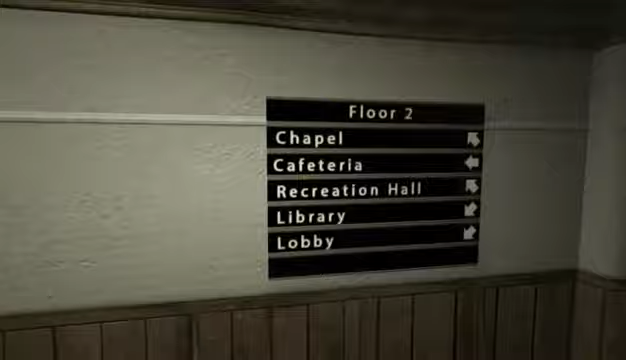 Floor 2
Chapel
Cafeteria
Recreation Hall
Library
Lobby